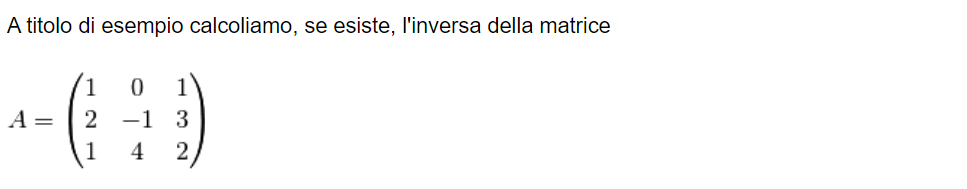 A titolo di esempio calcoliamo, se esiste, l'inversa della matrice
1 0 1
A = 2 −1 3
1 4 2